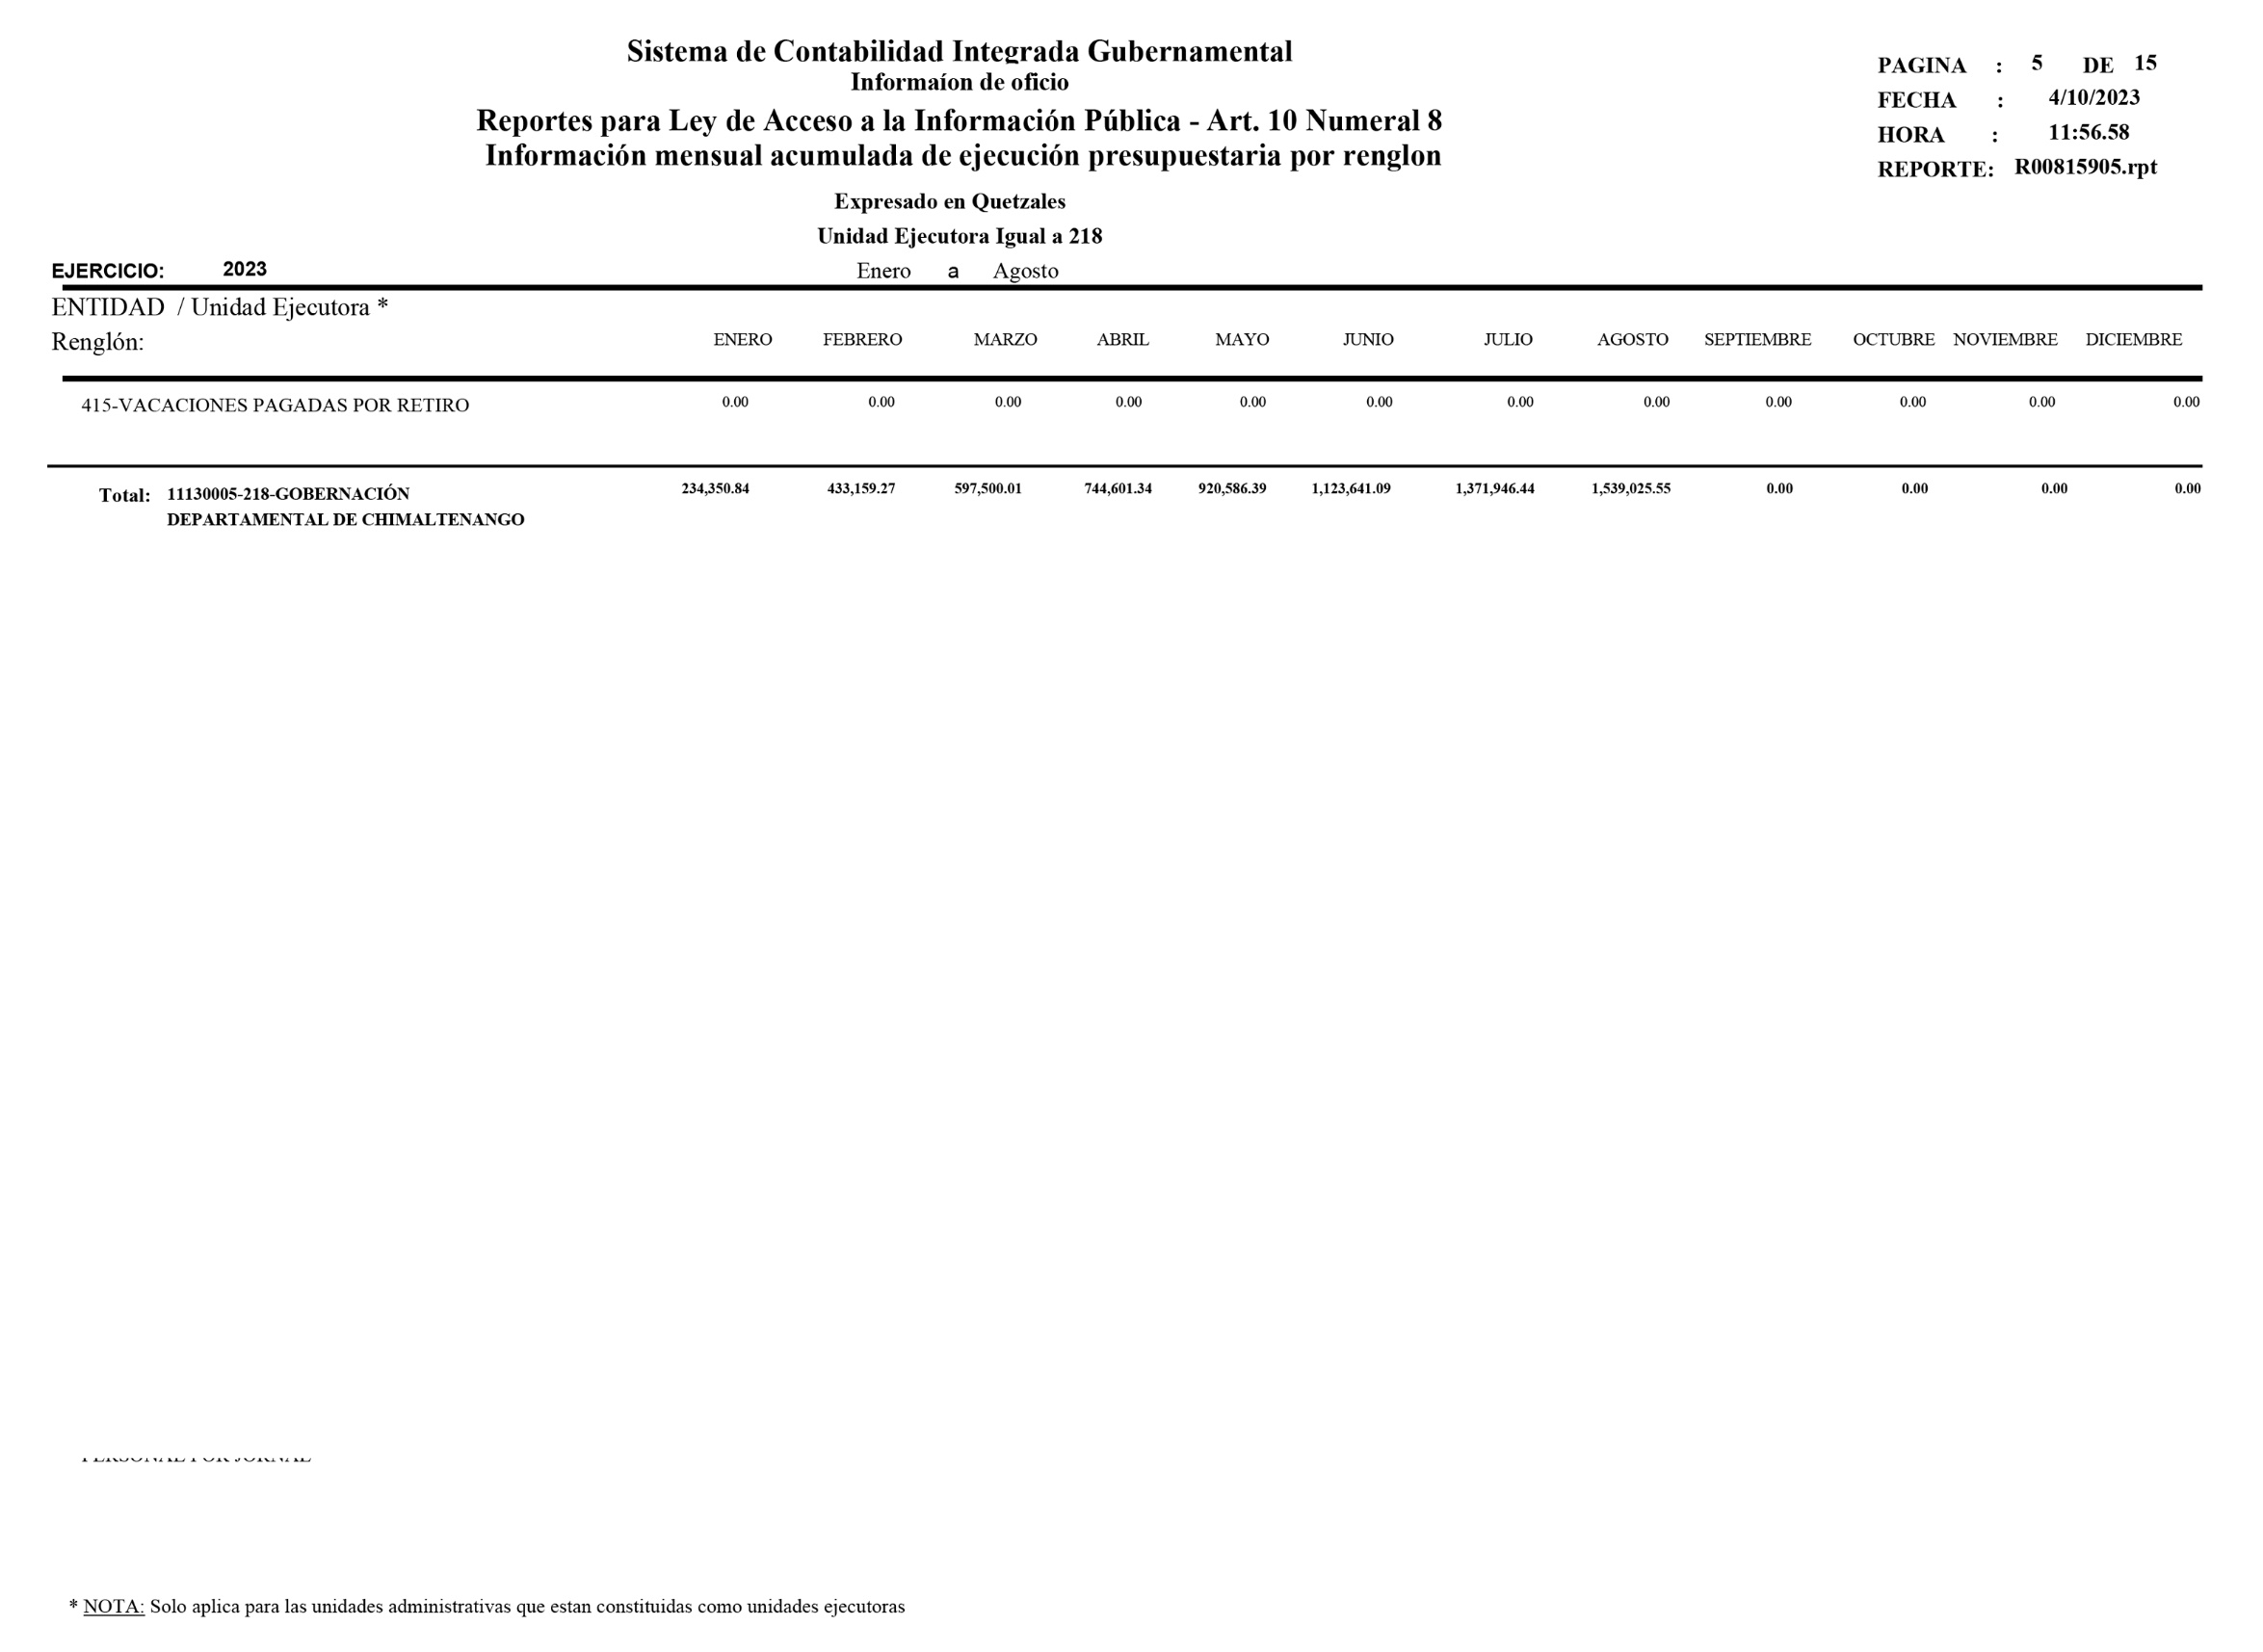 Sistema de Contabilidad Integrada Gubernamental
Informaíon de oficio
Reportes para Ley de Acceso a la Información Pública - Art. 10 Numeral 8
Información mensual acumulada de ejecución presupuestaria por renglon
Expresado en Quetzales
Unidad Ejecutora Igual a 218
PAGINA : 5 DE 15
FECHA : 4/10/2023
HORA : 11:56.58
REPORTE: R00815905.rpt
EJERCICIO: 2023 Enero a Agosto
ENTIDAD / Unidad Ejecutora *
Renglón: ENERO FEBRERO MARZO ABRIL MAYO JUNIO JULIO AGOSTO SEPTIEMBRE OCTUBRE NOVIEMBRE DICIEMBRE
415-VACACIONES PAGADAS POR RETIRO 0.00 0.00 0.00 0.00 0.00 0.00 0.00 0.00 0.00 0.00 0.00 0.00
Total: 11130005-218-GOBERNACIÓN 234,350.84 433,159.27 597,500.01 744,601.34 920,586.39 1,123,641.09 1,371,946.44 1,539,025.55 0.00 0.00 0.00 0.00
DEPARTAMENTAL DE CHIMALTENANGO
PERSONAL POR JORNAL
* NOTA: Solo aplica para las unidades administrativas que estan constituidas como unidades ejecutoras